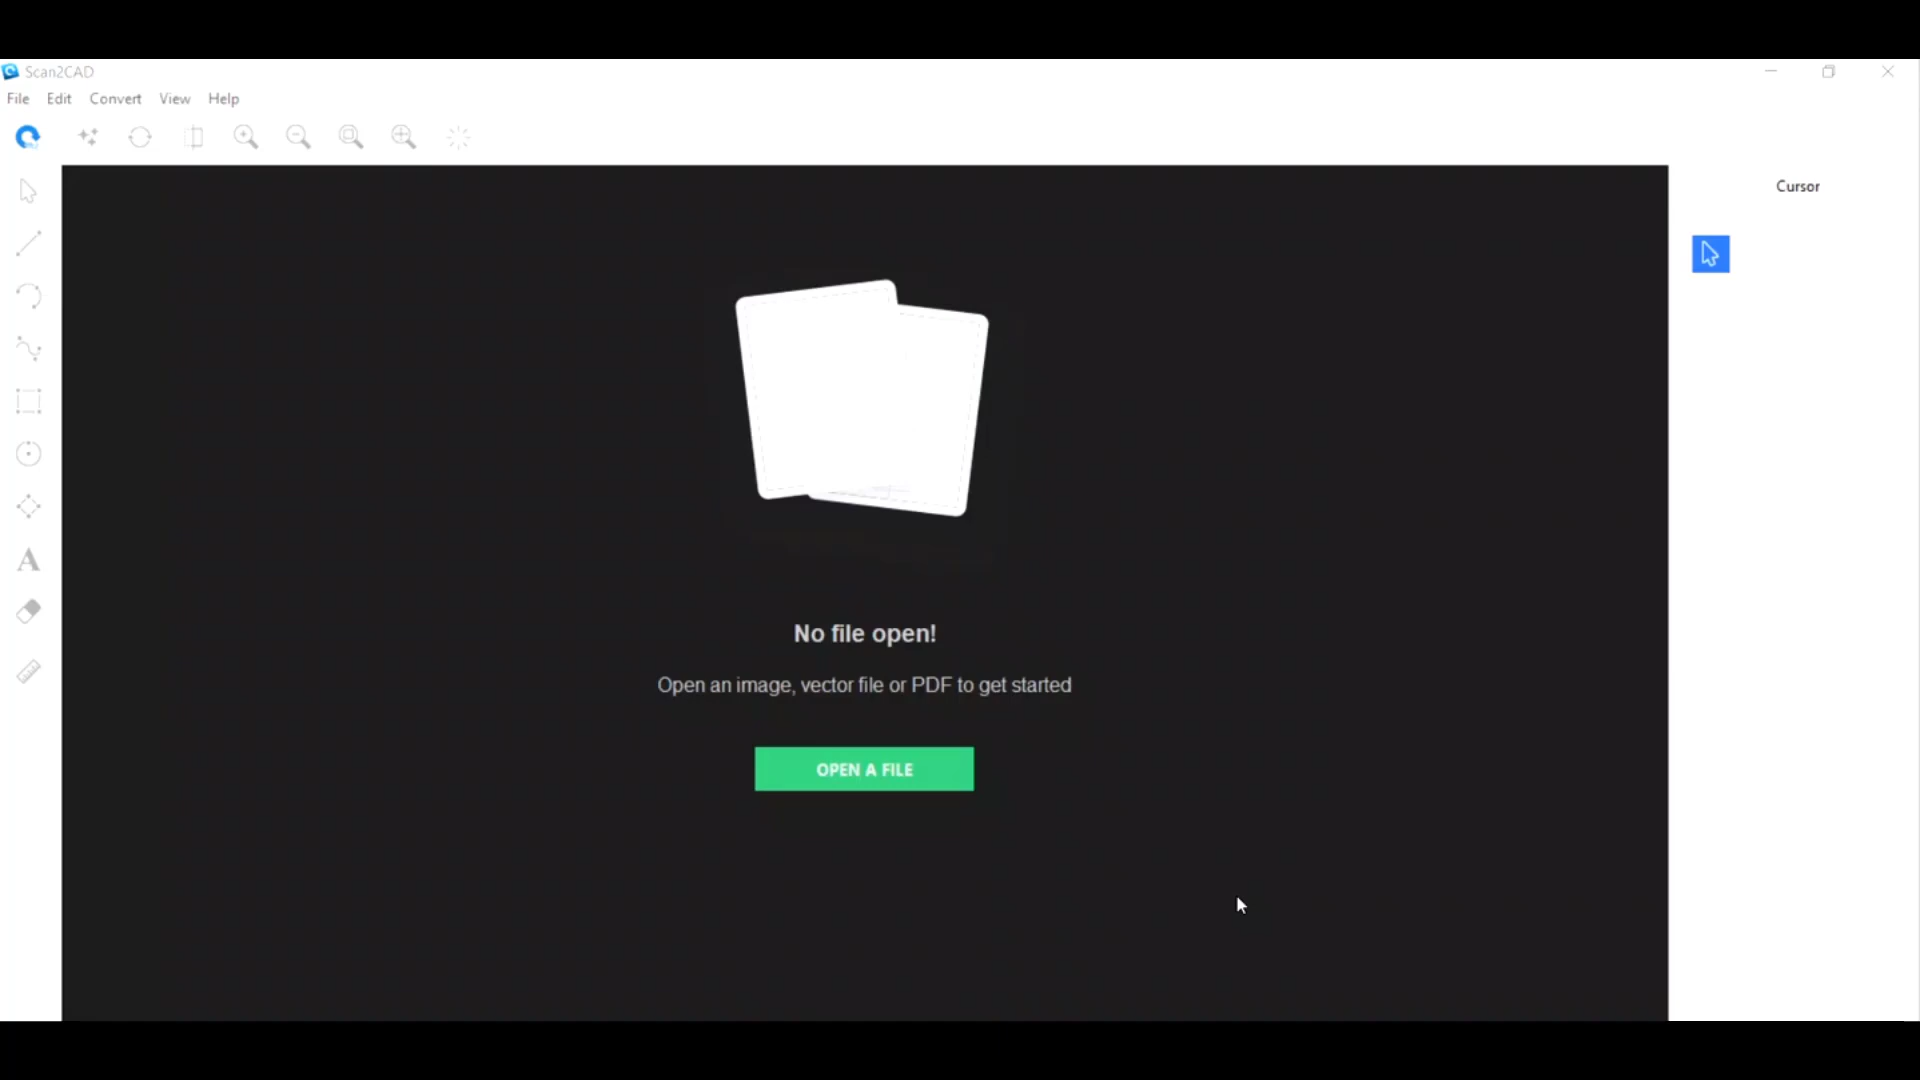 Scan2CAD
File Edit Convert View Help
Cursor
A
No file open!
Open an image, vector file or PDF to get started
OPEN A FILE